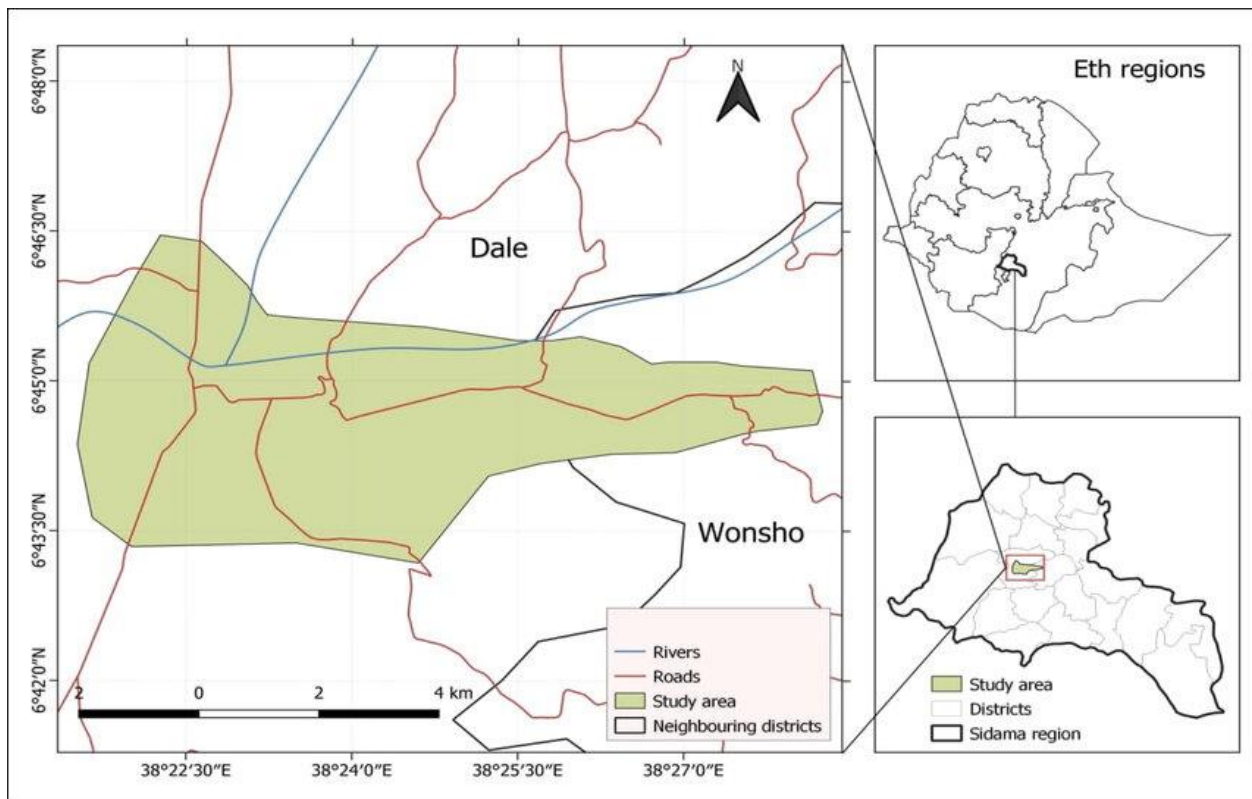 N
Dale
Wonsho
6°48'0"N
6°46'30"N
6°45'0"N
6°43'30"N
6°42'0"N
38°22'30"E
38°24'0"E
38°25'30"E
38°27'0"E
2 0 2 4 km
Rivers
Roads
Study area
Neighbouring districts
Eth regions
Study area
Districts
Sidama region